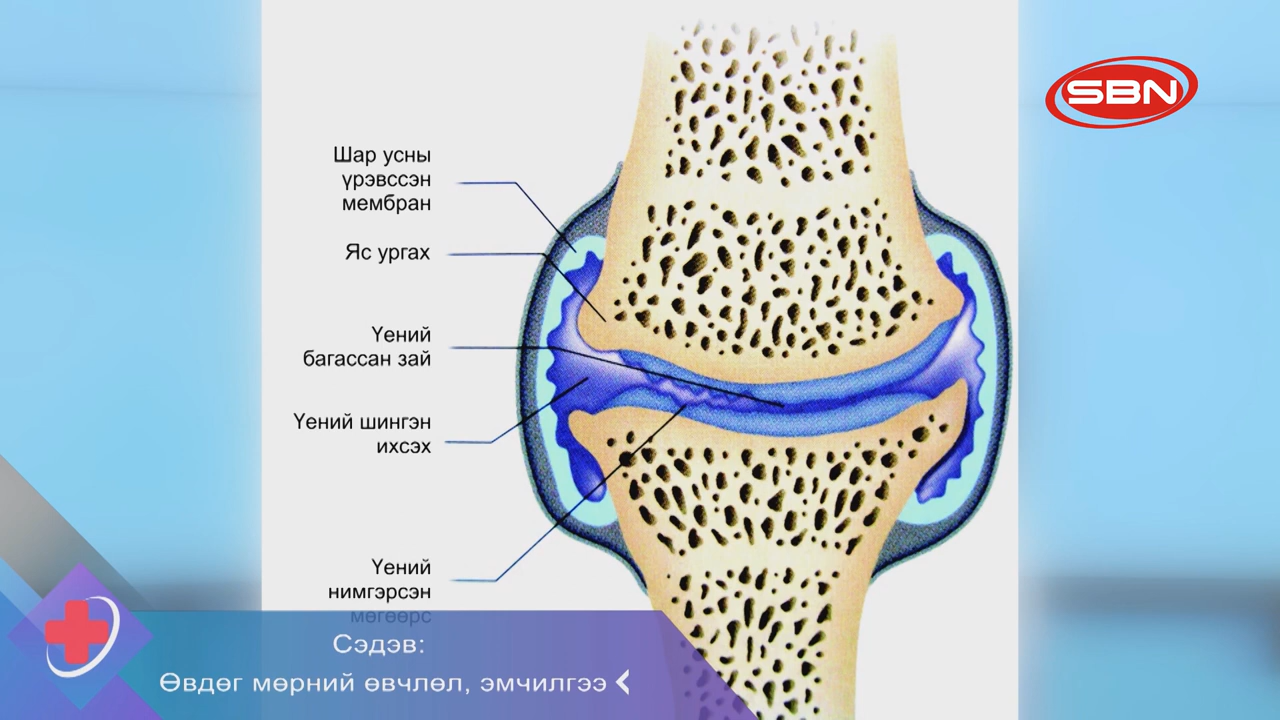 SBN
Шар усны
үрэвссэн
мембран
Яс ургах
Үений
багассан зай
Үений шингэн
ихсэх
Үений
нимгэрсэн
мөгөөрс
Сэдэв:
Өвдөг мөрний өвчлөл, эмчилгээ